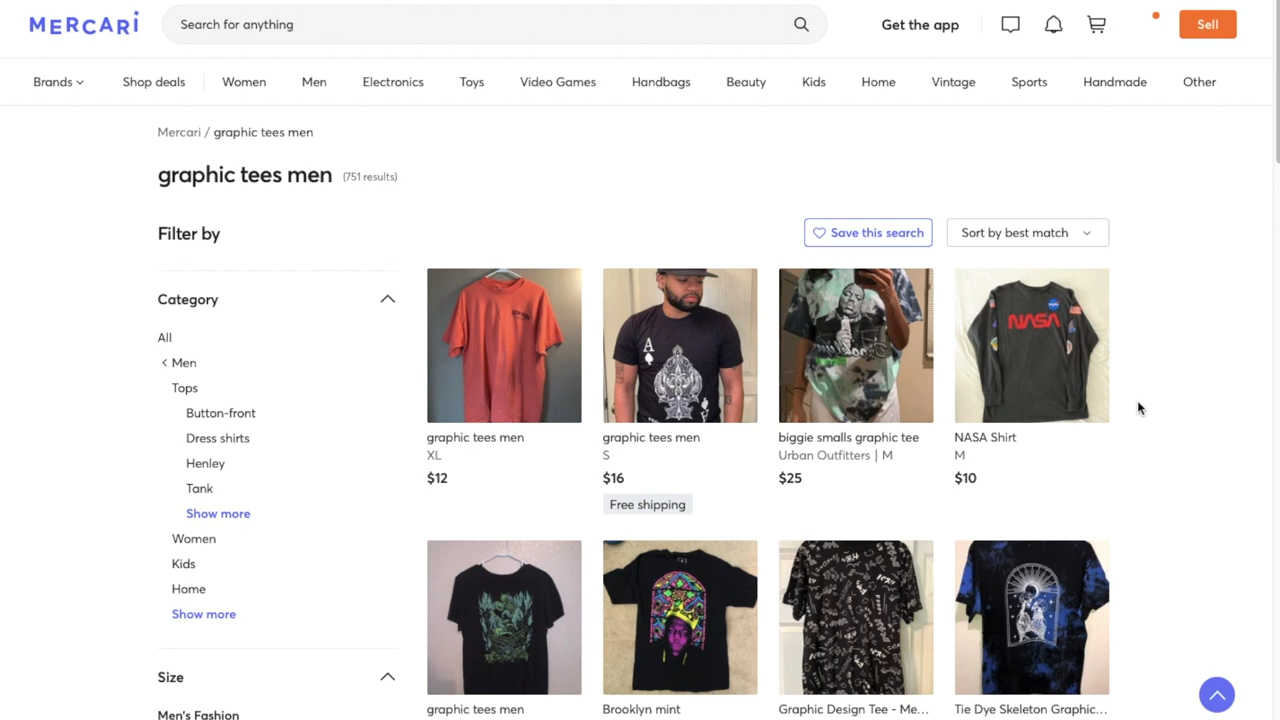 MERCARI
Search for anything
Get the app
Sell
Brands
Shop deals
Women
Men
Electronics
Toys
Video Games
Handbags
Beauty
Kids
Home
Vintage
Sports
Handmade
Other
Mercari / graphic tees men
graphic tees men (751 results)
Filter by
Save this search
Sort by best match
Category
All
Men
Tops
Button-front
Dress shirts
Henley
Tank
Show more
Women
Kids
Home
Show more
Size
Men's Fashion
A
NASA
graphic tees men
XL
$12
graphic tees men
S
$16
Free shipping
biggie smalls graphic tee
Urban Outfitters | M
$25
NASA Shirt
M
$10
graphic tees men
Brooklyn mint
Graphic Design Tee - Me...
Tie Dye Skeleton Graphic...